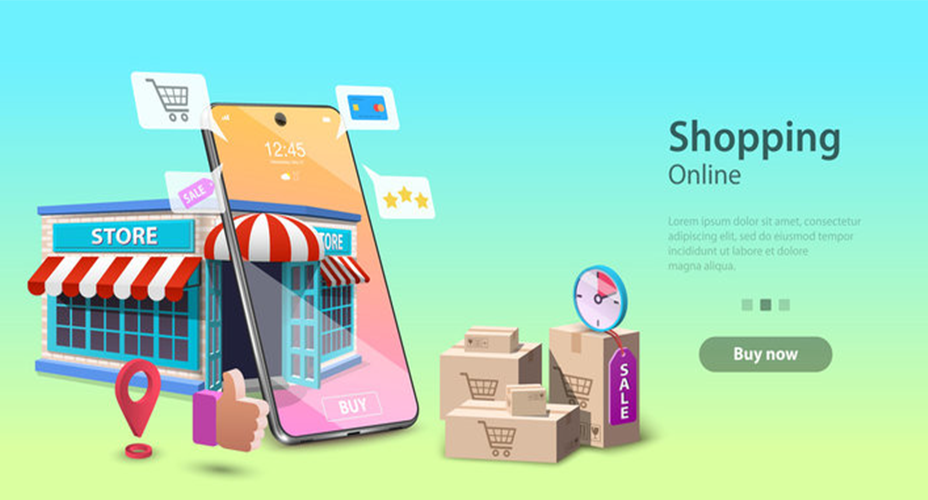 SALE
STORE
12:45
STORE
BUY
SALE
Shopping
Online
Lorem ipsum dolor sit amet, consectetur
adipiscing elit, sed do eiusmod tempor
incididunt ut labore et dolore
magna aliqua.
Buy now